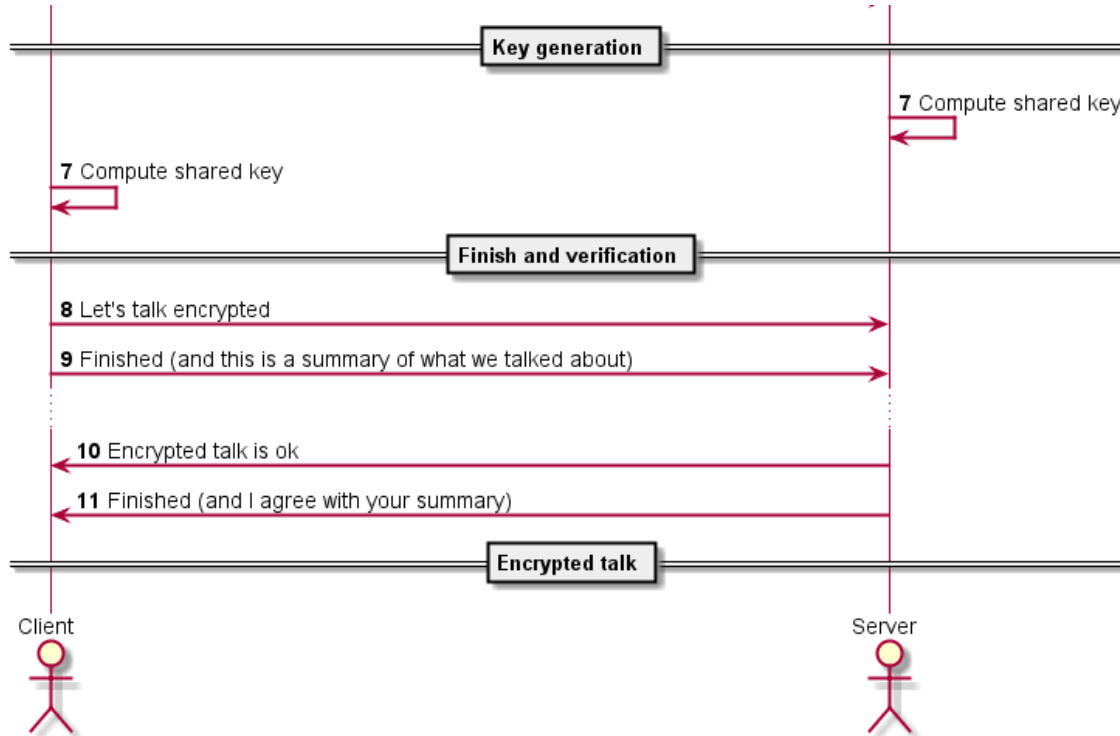 Key generation
7 Compute shared key
7 Compute shared key
Finish and verification
8 Let's talk encrypted
9 Finished (and this is a summary of what we talked about)
10 Encrypted talk is ok
11 Finished (and I agree with your summary)
Encrypted talk
Client
Server